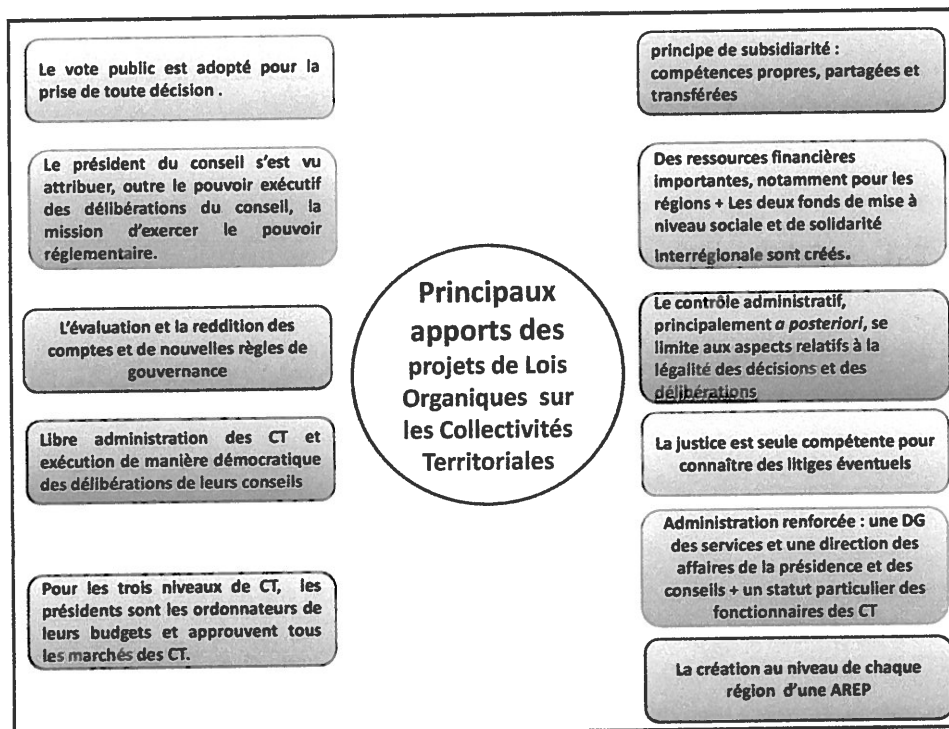 Le vote public est adopté pour la
prise de toute décision .
Le président du conseil s'est vu
attribuer, outre le pouvoir exécutif
des délibérations du conseil, la
mission d'exercer le pouvoir
réglementaire.
L'évaluation et la reddition des
comptes et de nouvelles règles de
gouvernance
Libre administration des CT et
exécution de manière démocratique
des délibérations de leurs conseils
Pour les trois niveaux de CT, les
présidents sont les ordonnateurs de
leurs budgets et approuvent tous
les marchés des CT.
Principaux
apports des
projets de Lois
Organiques sur
les Collectivités
Territoriales
principe de subsidiarité :
compétences propres, partagées et
transférées
Des ressources financières
importantes, notamment pour les
régions + Les deux fonds de mise à
niveau sociale et de solidarité
interrégionale sont créés.
Le contrôle administratif,
principalement a posteriori, se
limite aux aspects relatifs à la
légalité des décisions et des
délibérations
La justice est seule compétente pour
connaître des litiges éventuels
Administration renforcée : une DG
des services et une direction des
affaires de la présidence et des
conseils + un statut particulier des
fonctionnaires des CT
La création au niveau de chaque
région d'une AREP